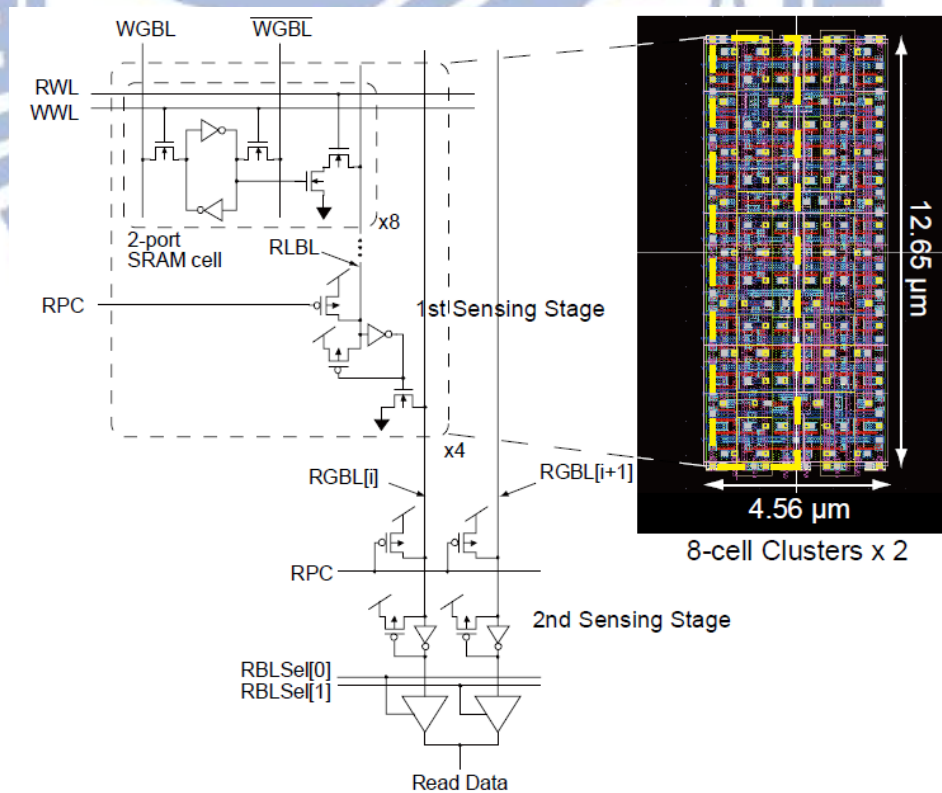 WGBL
W̅G̅B̅L̅
RWL
WWL
x8
2-port
SRAM cell
RLBL
RPC
1st Sensing Stage
x4
RGBL[i]
RGBL[i+1]
RPC
2nd Sensing Stage
RBLSel[0]
RBLSel[1]
Read Data
12.65 µm
4.56 µm
8-cell Clusters x 2